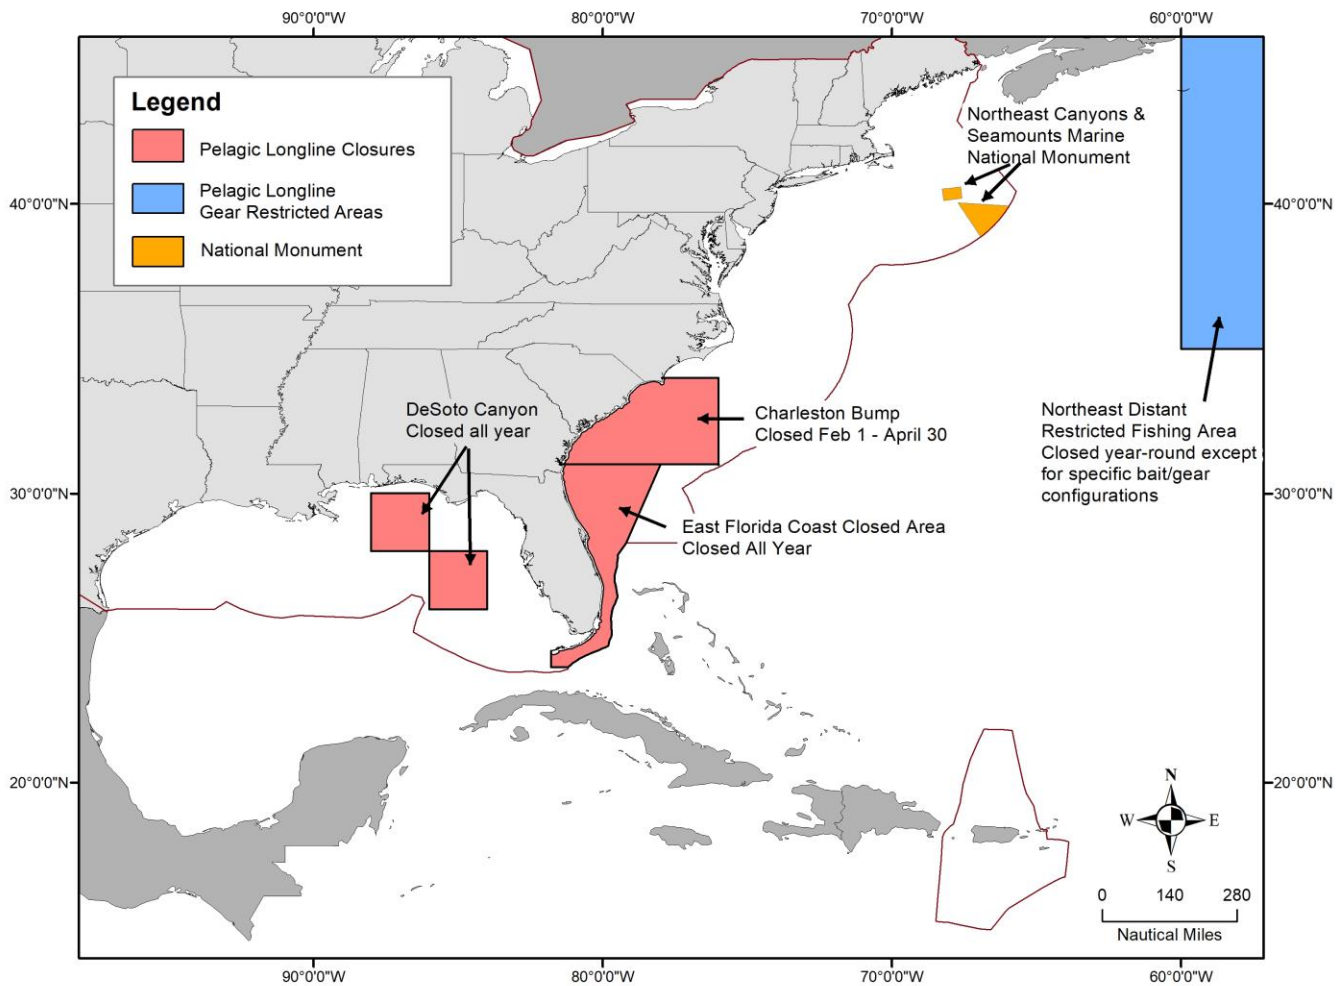 90°0'0"W
80°0'0"W
70°0'0"W
60°0'0"W
Legend
Pelagic Longline Closures
Pelagic Longline
Gear Restricted Areas
National Monument
Northeast Canyons &
Seamounts Marine
National Monument
40°0'0"N
40°0'0"N
DeSoto Canyon
Closed all year
Charleston Bump
Closed Feb 1 - April 30
Northeast Distant
Restricted Fishing Area
Closed year-round except
for specific bait/gear
configurations
30°0'0"N
30°0'0"N
East Florida Coast Closed Area
Closed All Year
20°0'0"N
20°0'0"N
N
W
E
S
0 140 280
Nautical Miles
90°0'0"W
80°0'0"W
70°0'0"W
60°0'0"W